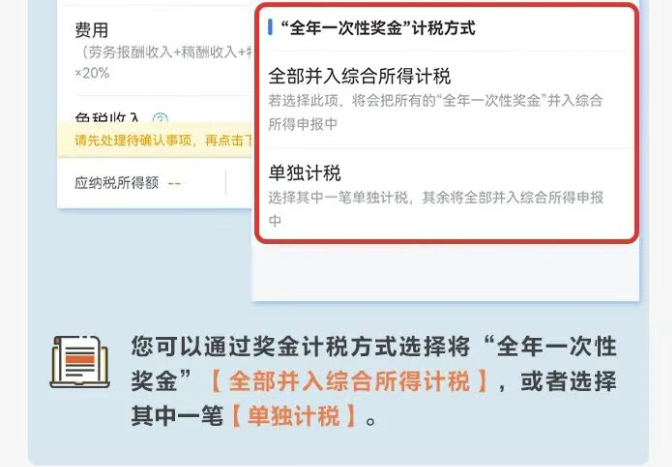 费用
（劳务报酬收入+稿酬收入+
×20%
免税收入
请先处理待确认事项，再点击下
应纳税所得额 --
“全年一次性奖金”计税方式
全部并入综合所得计税
若选择此项，将会把所有的“全年一次性奖金”并入综合
所得申报中
单独计税
选择其中一笔单独计税，其余将全部并入综合所得申报
中
您可以通过奖金计税方式选择将“全年一次性
奖金”【全部并入综合所得计税】，或者选择
其中一笔【单独计税】。